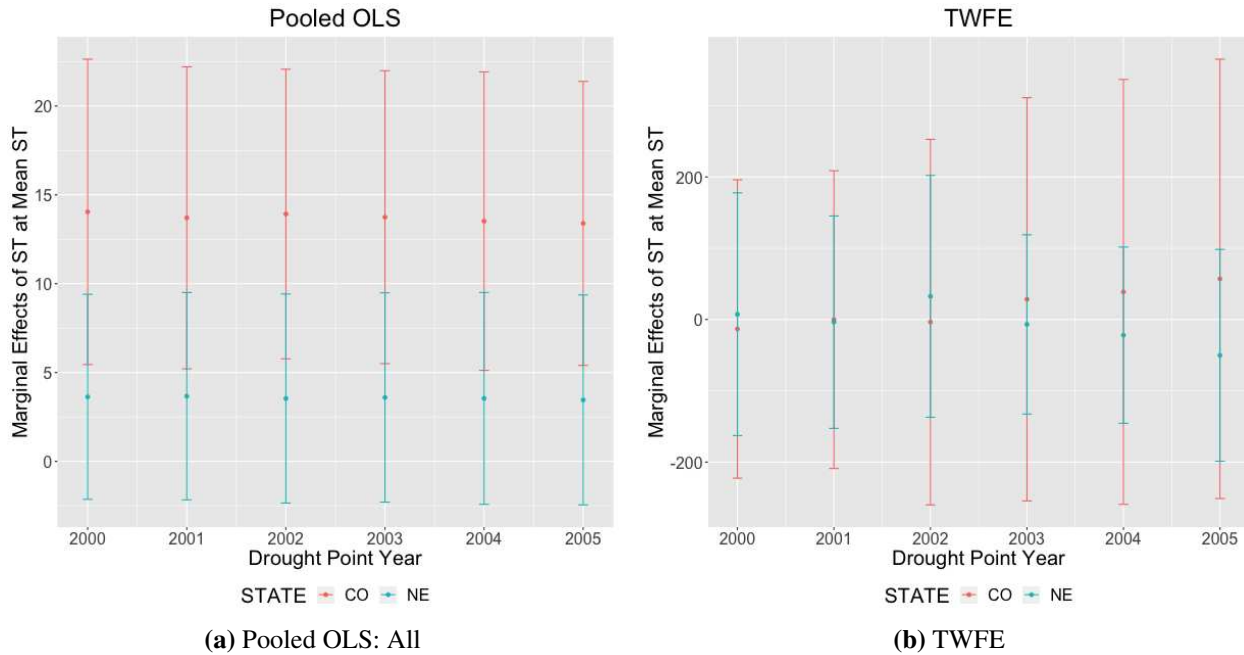 Pooled OLS
Marginal Effects of ST at Mean ST
20
15
10
5
0
2000 2001 2002 2003 2004 2005
Drought Point Year
STATE CO NE
(a) Pooled OLS: All
TWFE
Marginal Effects of ST at Mean ST
200
0
-200
2000 2001 2002 2003 2004 2005
Drought Point Year
STATE CO NE
(b) TWFE